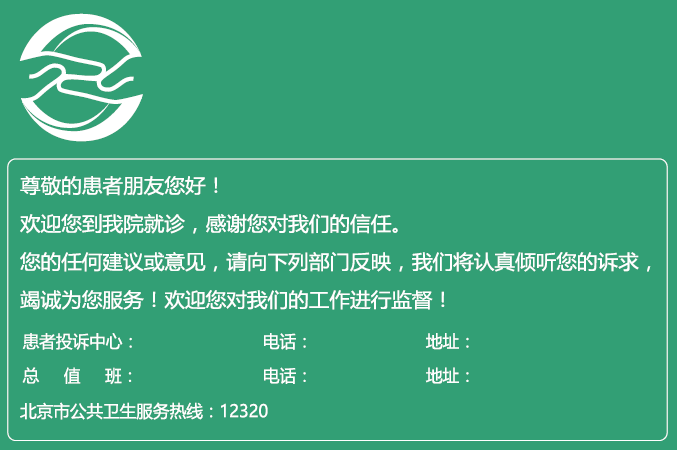 尊敬的患者朋友您好！
欢迎您到我院就诊，感谢您对我们的信任。
您的任何建议或意见，请向下列部门反映，我们将认真倾听您的诉求，
竭诚为您服务！欢迎您对我们的工作进行监督！
患者投诉中心： 电话： 地址：
总 值 班： 电话： 地址：
北京市公共卫生服务热线：12320